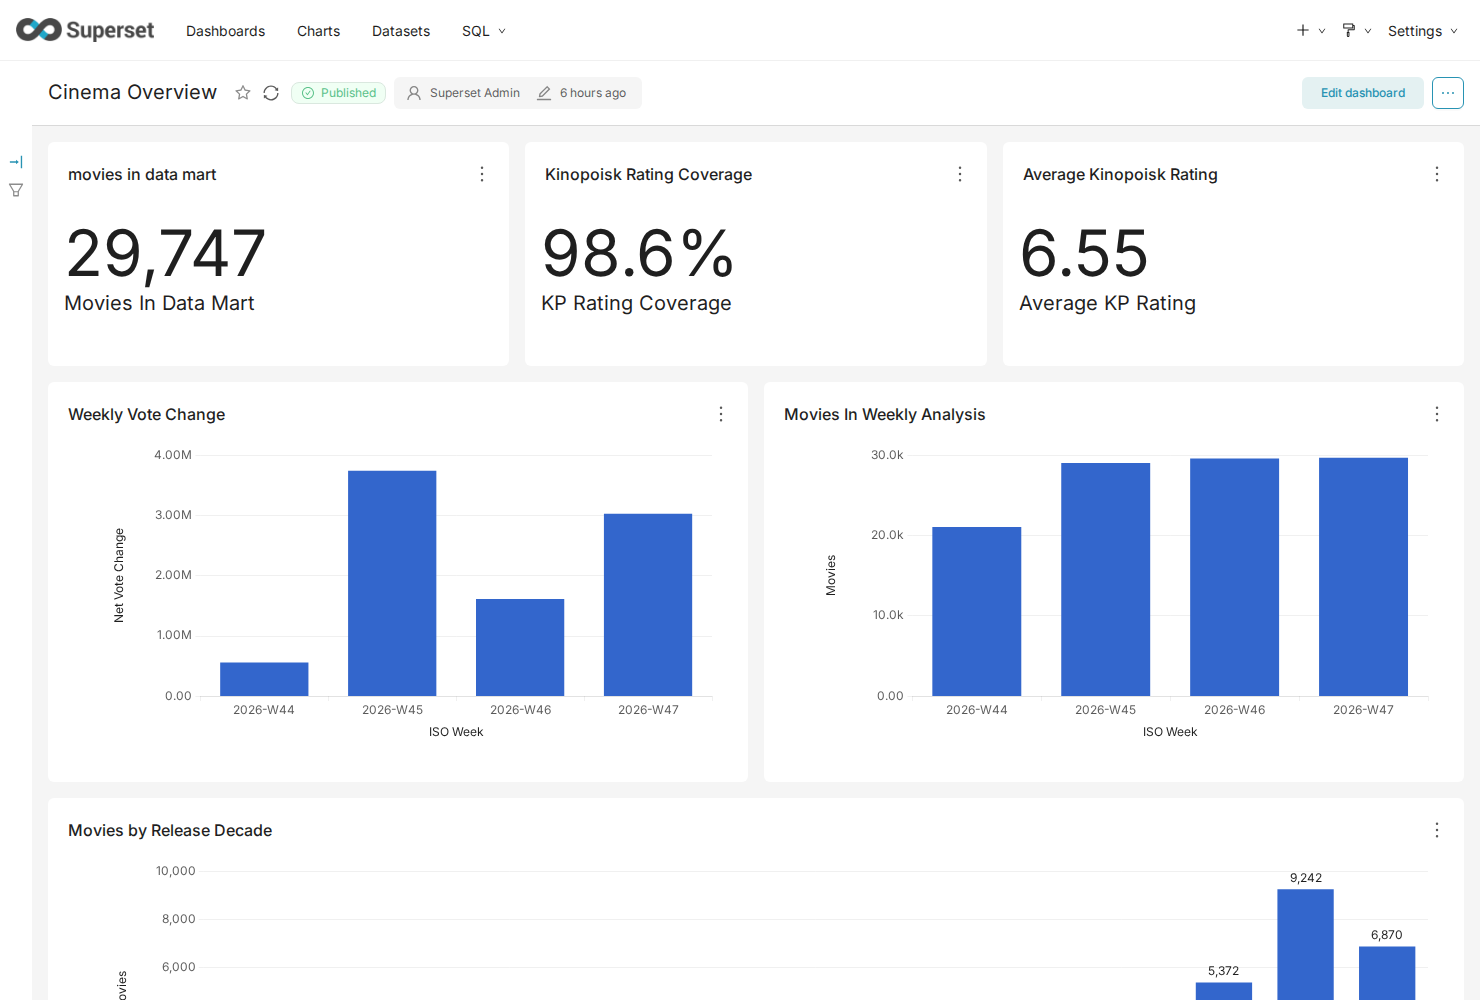 Superset Dashboards Charts Datasets SQL Settings
Cinema Overview Published Superset Admin 6 hours ago Edit dashboard
movies in data mart
29,747
Movies In Data Mart
Kinopoisk Rating Coverage
98.6%
KP Rating Coverage
Average Kinopoisk Rating
6.55
Average KP Rating
Weekly Vote Change
4.00M
3.00M
2.00M
1.00M
0.00
Net Vote Change
2026-W44 2026-W45 2026-W46 2026-W47
ISO Week
Movies In Weekly Analysis
30.0k
20.0k
10.0k
0.00
Movies
2026-W44 2026-W45 2026-W46 2026-W47
ISO Week
Movies by Release Decade
10,000
8,000
6,000
9,242
6,870
5,372